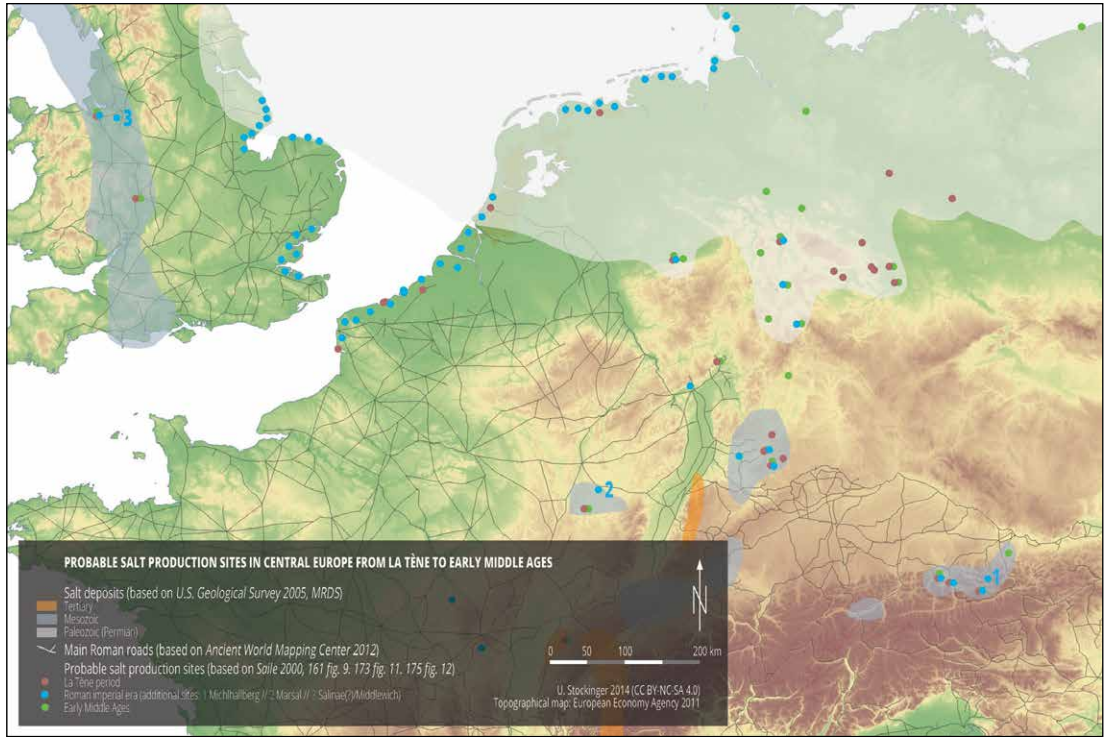 3
2
1
PROBABLE SALT PRODUCTION SITES IN CENTRAL EUROPE FROM LA TÈNE TO EARLY MIDDLE AGES
Salt deposits (based on U.S. Geological Survey 2005, MRDS)
Tertiary
Mesozoic
Paleozoic (Permian)
Main Roman roads (based on Ancient World Mapping Center 2012)
Probable salt production sites (based on Saile 2000, 161 fig. 9. 173 fig. 11. 175 fig. 12)
La Tène period
Roman imperial era (additional sites: 1 Michlhallberg // 2 Marsal // 3 Salinae(?)/Middlewich)
Early Middle Ages
N
0 50 100 200 km
U. Stockinger 2014 (CC BY-NC-SA 4.0)
Topographical map: European Economy Agency 2011